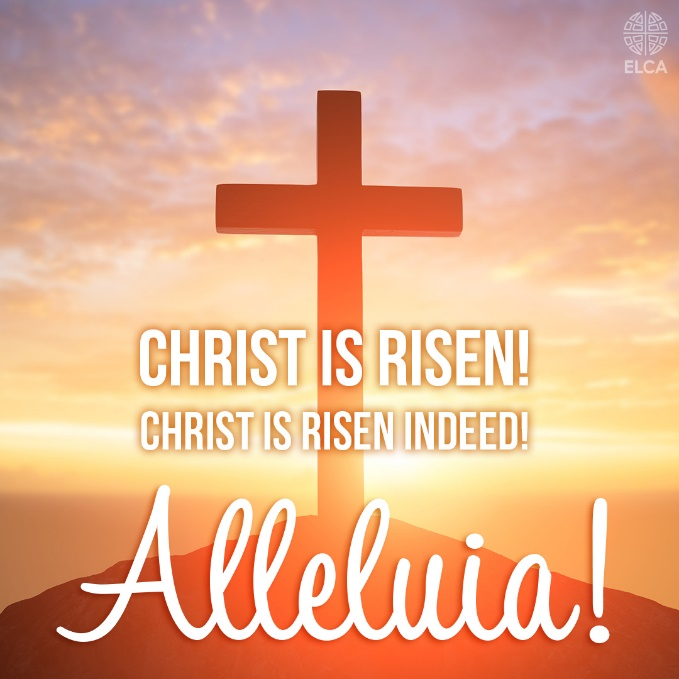 ELCA
CHRIST IS RISEN!
CHRIST IS RISEN INDEED!
Alleluia!